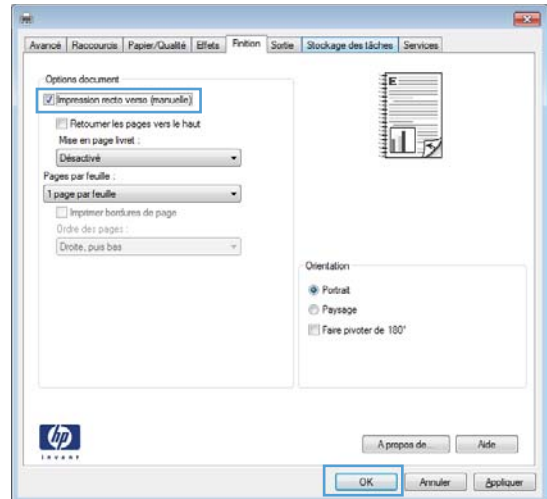 Avancé Raccourcis Papier/Qualité Effets Finition Sortie Stockage des tâches Services
Options document
Impression recto verso (manuelle)
Retourner les pages vers le haut
Mise en page livret :
Désactivé
Pages par feuille :
1 page par feuille
Imprimer bordures de page
Ordre des pages :
Droite, puis bas
E
Orientation
Portrait
Paysage
Faire pivoter de 180°
hp
invent
A propos de...
Aide
OK
Annuler
Appliquer